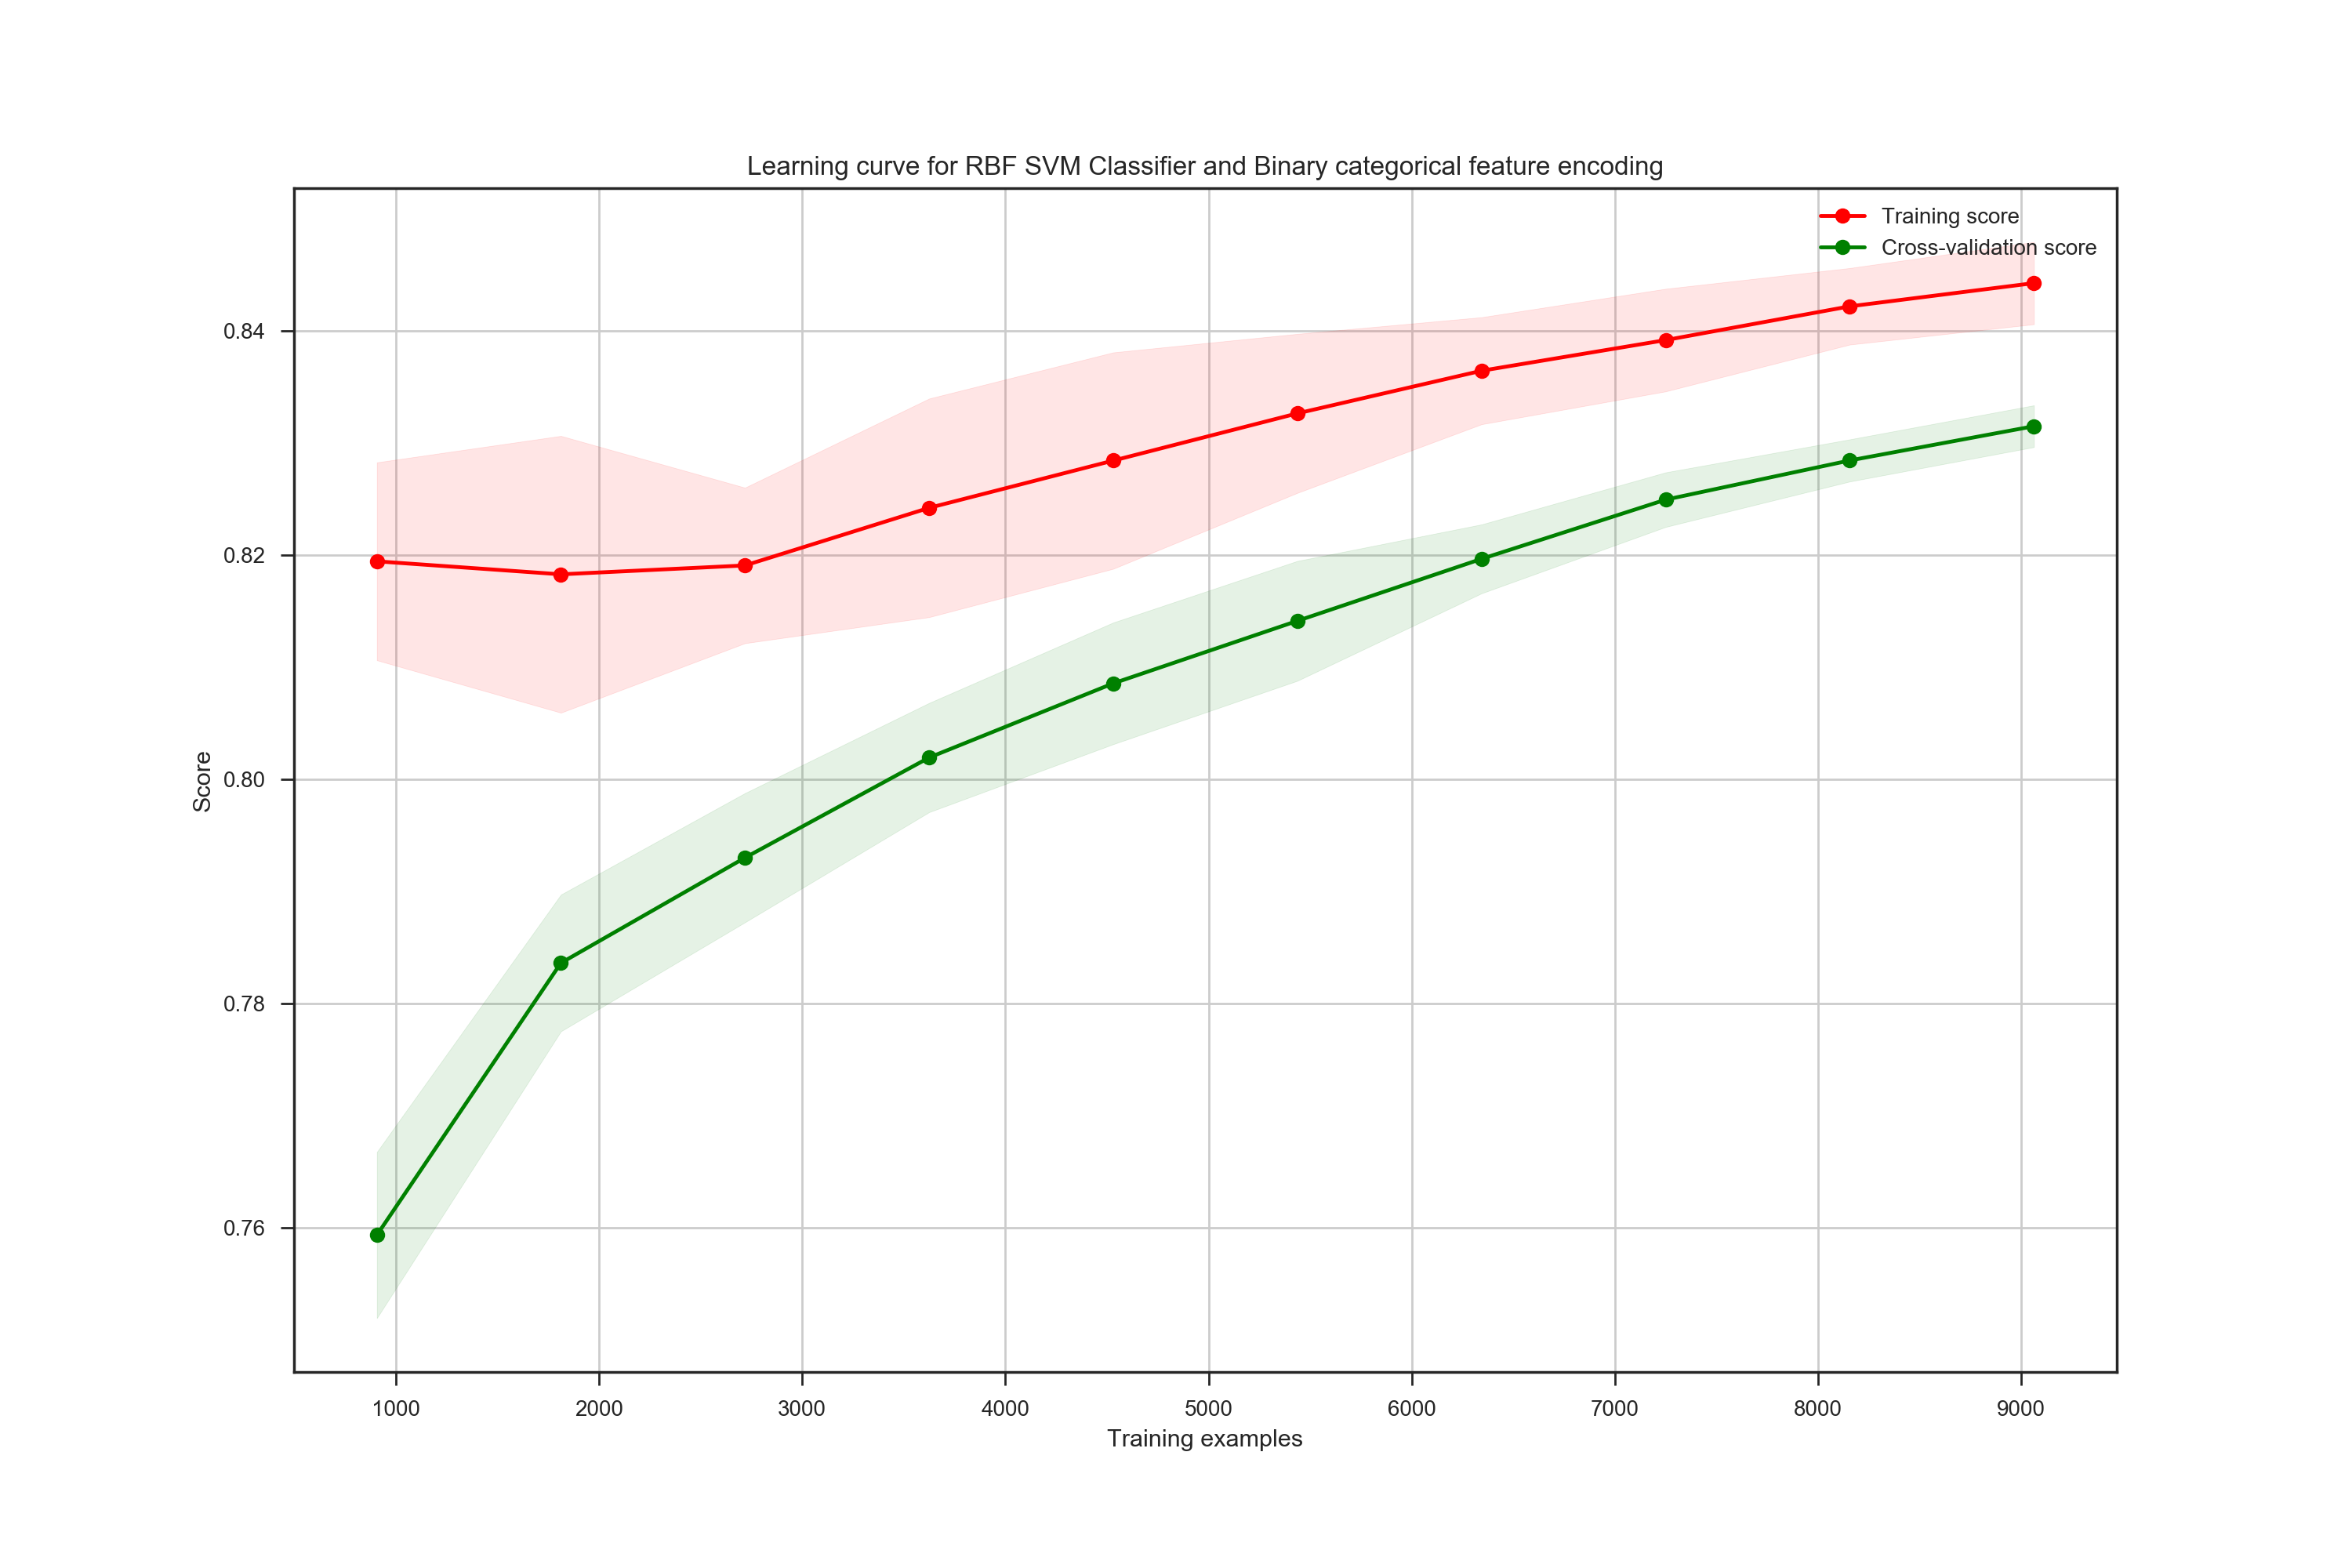 Learning curve for RBF SVM Classifier and Binary categorical feature encoding
Training score
Cross-validation score
0.84
0.82
0.80
0.78
0.76
Score
1000 2000 3000 4000 5000 6000 7000 8000 9000
Training examples